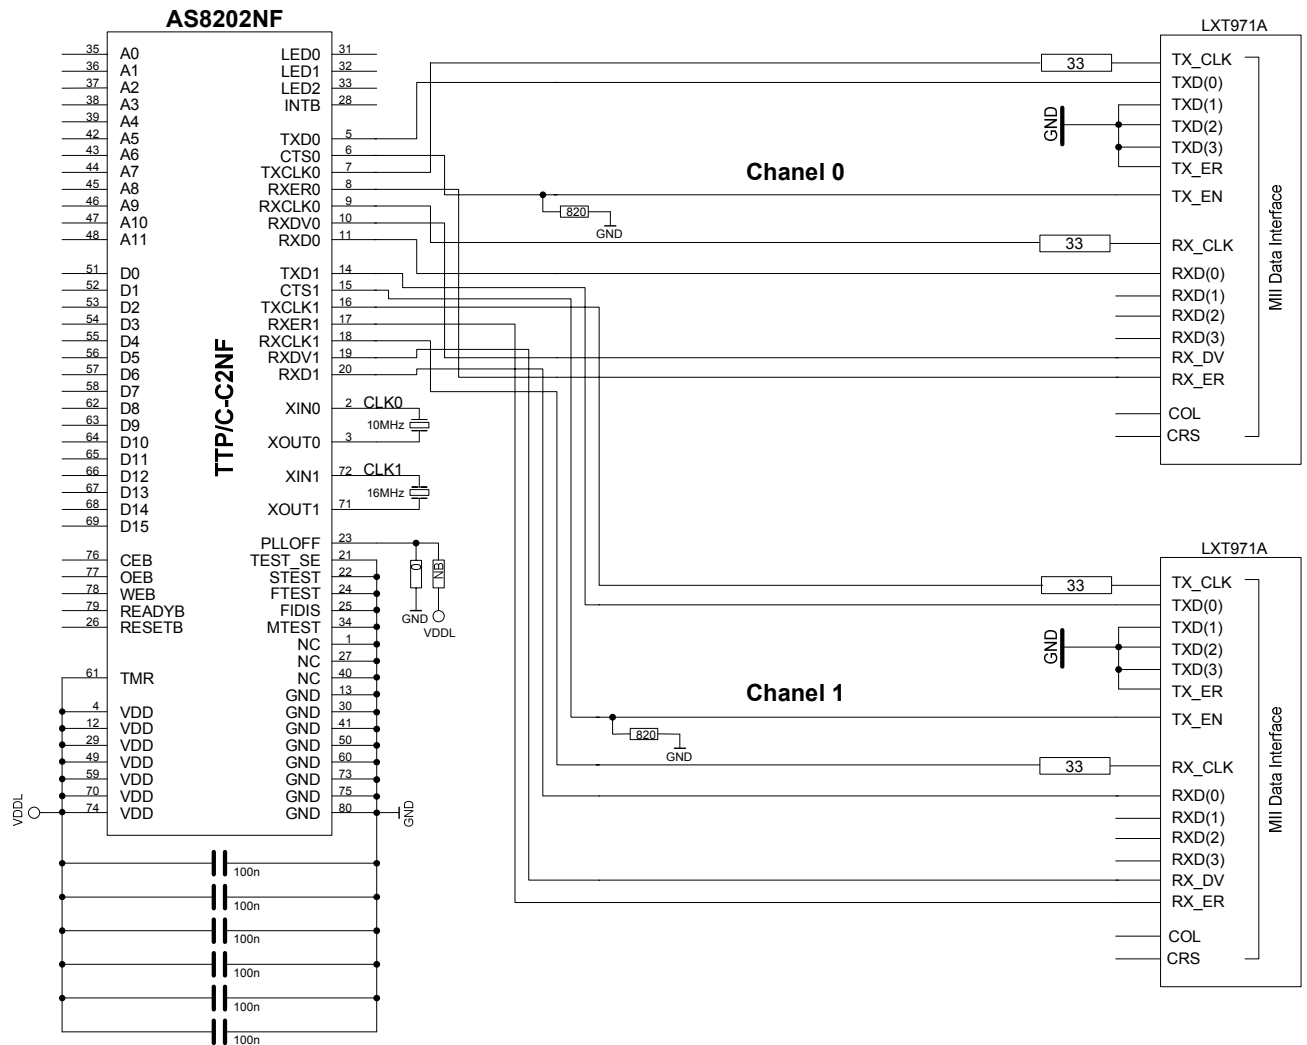 AS8202NF
TTP/C-C2NF
35 A0
36 A1
37 A2
38 A3
39 A4
42 A5
43 A6
44 A7
45 A8
46 A9
47 A10
48 A11
51 D0
52 D1
53 D2
54 D3
55 D4
56 D5
57 D6
58 D7
62 D8
63 D9
64 D10
65 D11
66 D12
67 D13
68 D14
69 D15
76 CEB
77 OEB
78 WEB
79 READYB
26 RESETB
61 TMR
4 VDD
12 VDD
29 VDD
49 VDD
59 VDD
70 VDD
74 VDD
VDDL
LED0 31
LED1 32
LED2 33
INTB 28
TXD0 5
CTS0 6
TXCLK0 7
RXER0 8
RXCLK0 9
RXDV0 10
RXD0 11
TXD1 14
CTS1 15
TXCLK1 16
RXER1 17
RXCLK1 18
RXDV1 19
RXD1 20
XIN0 2 CLK0
10MHz
XOUT0 3
XIN1 72 CLK1
16MHz
XOUT1 71
PLLOFF 23
TEST_SE 21
STEST 22
FTEST 24
FIDIS 25
MTEST 34
NC 1
NC 27
NC 40
GND 13
GND 30
GND 41
GND 50
GND 60
GND 73
GND 75
GND 80
GND
0
NB
GND
VDDL
100n
100n
100n
100n
100n
100n
Chanel 0
820
GND
33
33
GND
LXT971A
TX_CLK
TXD(0)
TXD(1)
TXD(2)
TXD(3)
TX_ER
TX_EN
RX_CLK
RXD(0)
RXD(1)
RXD(2)
RXD(3)
RX_DV
RX_ER
COL
CRS
MII Data Interface
Chanel 1
820
GND
33
33
GND
LXT971A
TX_CLK
TXD(0)
TXD(1)
TXD(2)
TXD(3)
TX_ER
TX_EN
RX_CLK
RXD(0)
RXD(1)
RXD(2)
RXD(3)
RX_DV
RX_ER
COL
CRS
MII Data Interface